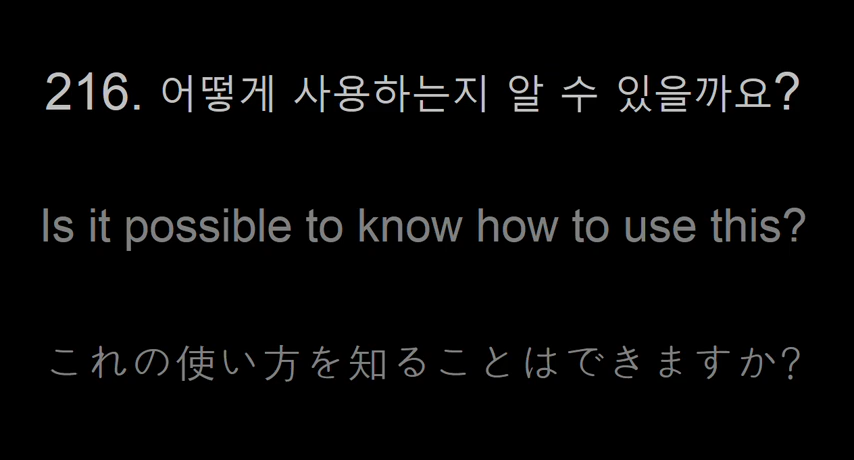 216. 어떻게 사용하는지 알 수 있을까요?
Is it possible to know how to use this?
これの使い方を知ることはできますか?